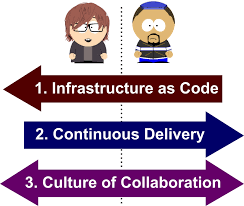 1. Infrastructure as Code
2. Continuous Delivery
3. Culture of Collaboration